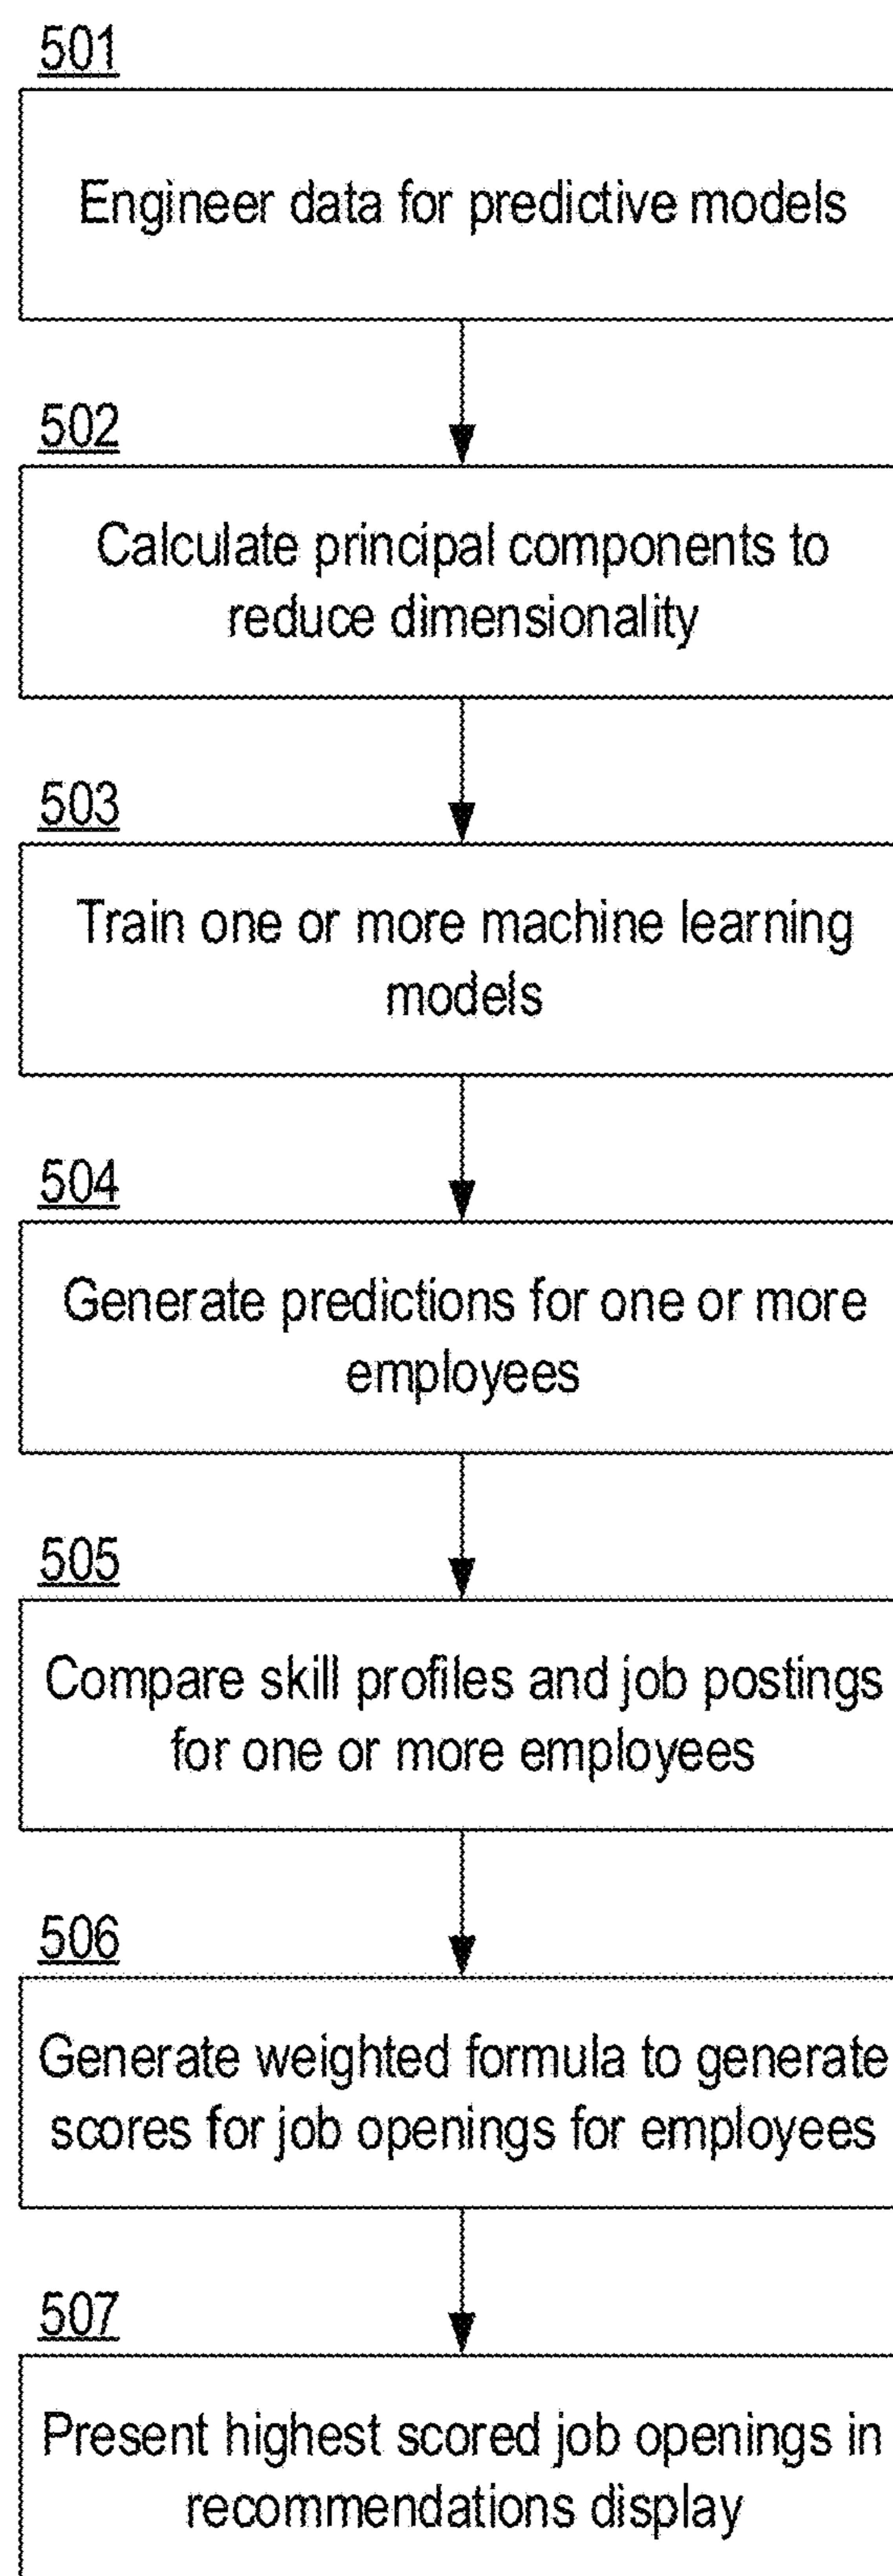 501
Engineer data for predictive models
502
Calculate principal components to
reduce dimensionality
503
Train one or more machine learning
models
504
Generate predictions for one or more
employees
505
Compare skill profiles and job postings
for one or more employees
506
Generate weighted formula to generate
scores for job openings for employees
507
Present highest scored job openings in
recommendations display